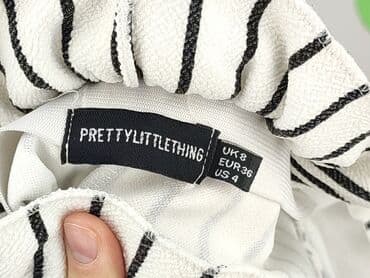 PRETTYLITTLETHING
UK 8
EUR 36
US 4